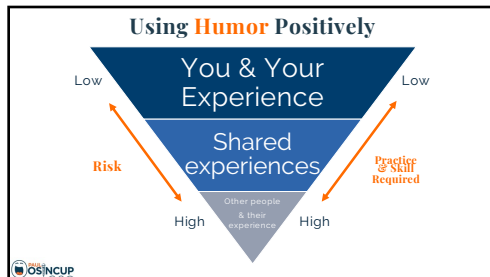 Using Humor Positively
Low
You & Your
Experience
Low
Shared
experiences
Risk
Practice
& Skill
Required
Other people
& their
experience
High
High
PAUL
OSINCUP